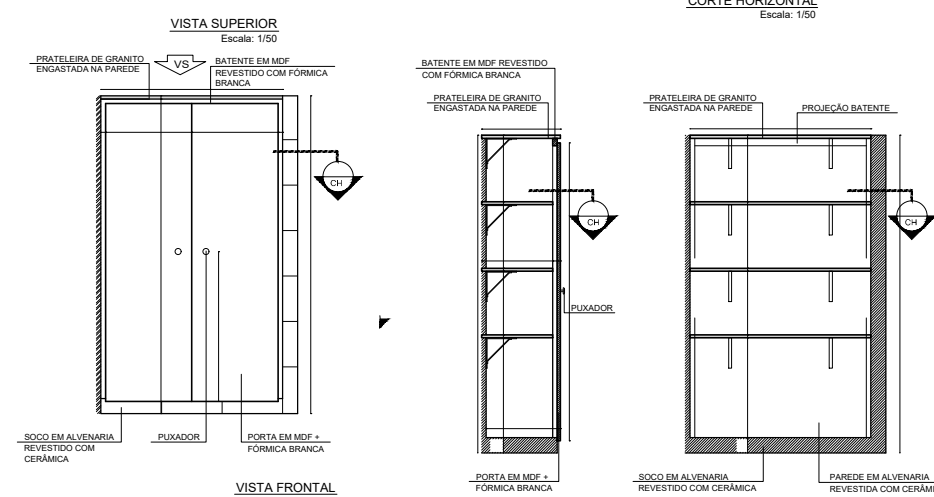 VISTA SUPERIOR
Escala: 1/50
CORTE HORIZONTAL
Escala: 1/50
PRATELEIRA DE GRANITO
ENGASTADA NA PAREDE
VS
BATENTE EM MDF
REVESTIDO COM FÓRMICA
BRANCA
CH
SOCO EM ALVENARIA
REVESTIDO COM
CERÂMICA
PUXADOR
PORTA EM MDF +
FÓRMICA BRANCA
VISTA FRONTAL
BATENTE EM MDF REVESTIDO
COM FÓRMICA BRANCA
PRATELEIRA DE GRANITO
ENGASTADA NA PAREDE
CH
PUXADOR
PORTA EM MDF +
FÓRMICA BRANCA
PRATELEIRA DE GRANITO
ENGASTADA NA PAREDE
PROJEÇÃO BATENTE
CH
SOCO EM ALVENARIA
REVESTIDO COM CERÂMICA
PAREDE EM ALVENARIA
REVESTIDA COM CERÂM